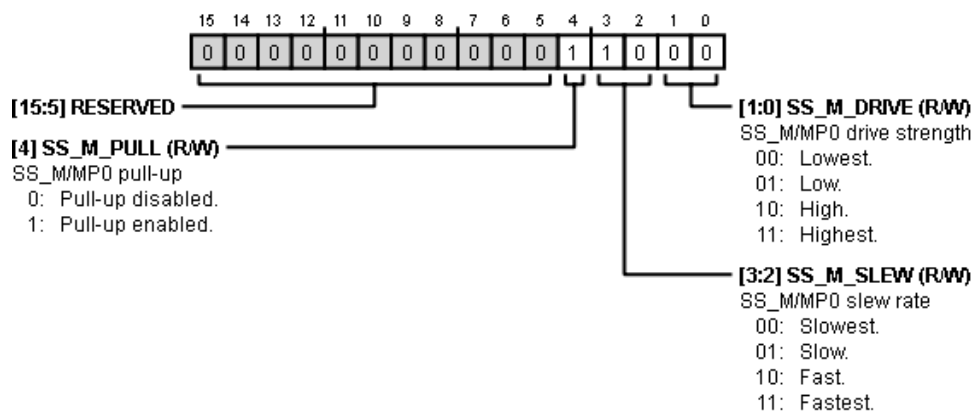 15 14 13 12 11 10 9 8 7 6 5 4 3 2 1 0
0 0 0 0 0 0 0 0 0 0 0 1 1 0 0 0
[15:5] RESERVED
[4] SS_M_PULL (R/W)
SS_M/MP0 pull-up
0: Pull-up disabled.
1: Pull-up enabled.
[1:0] SS_M_DRIVE (R/W)
SS_M/MP0 drive strength
00: Lowest.
01: Low.
10: High.
11: Highest.
[3:2] SS_M_SLEW (R/W)
SS_M/MP0 slew rate
00: Slowest.
01: Slow.
10: Fast.
11: Fastest.